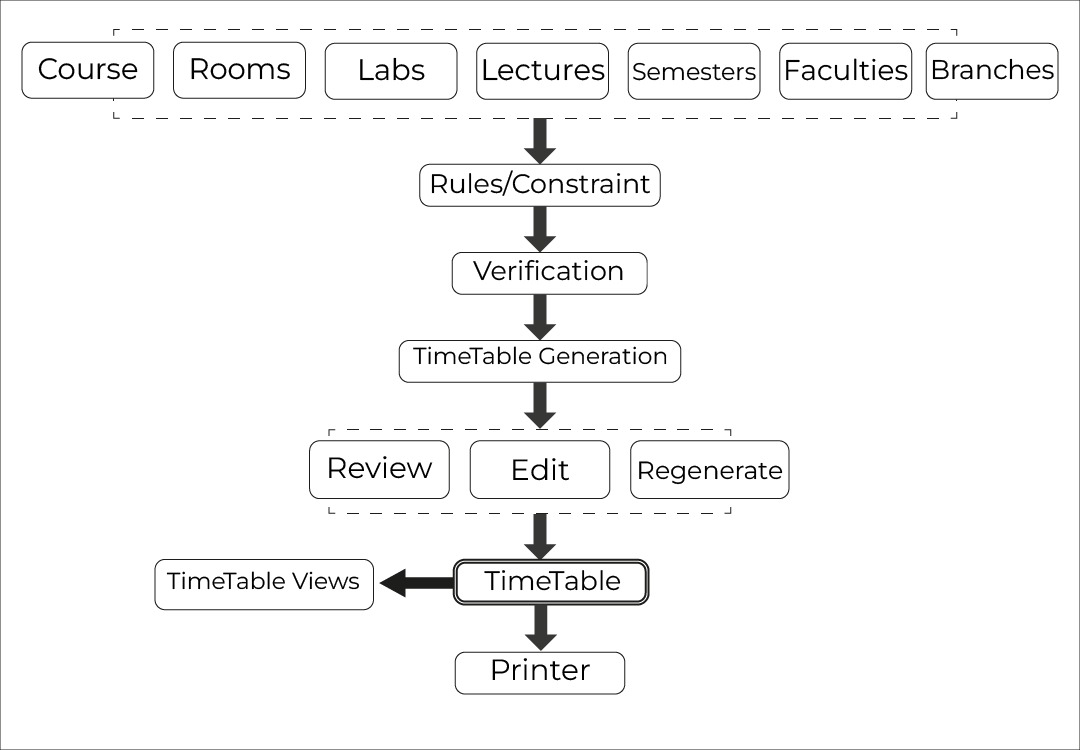 Course
Rooms
Labs
Lectures
Semesters
Faculties
Branches
Rules/Constraint
Verification
TimeTable Generation
Review
Edit
Regenerate
TimeTable Views
TimeTable
Printer